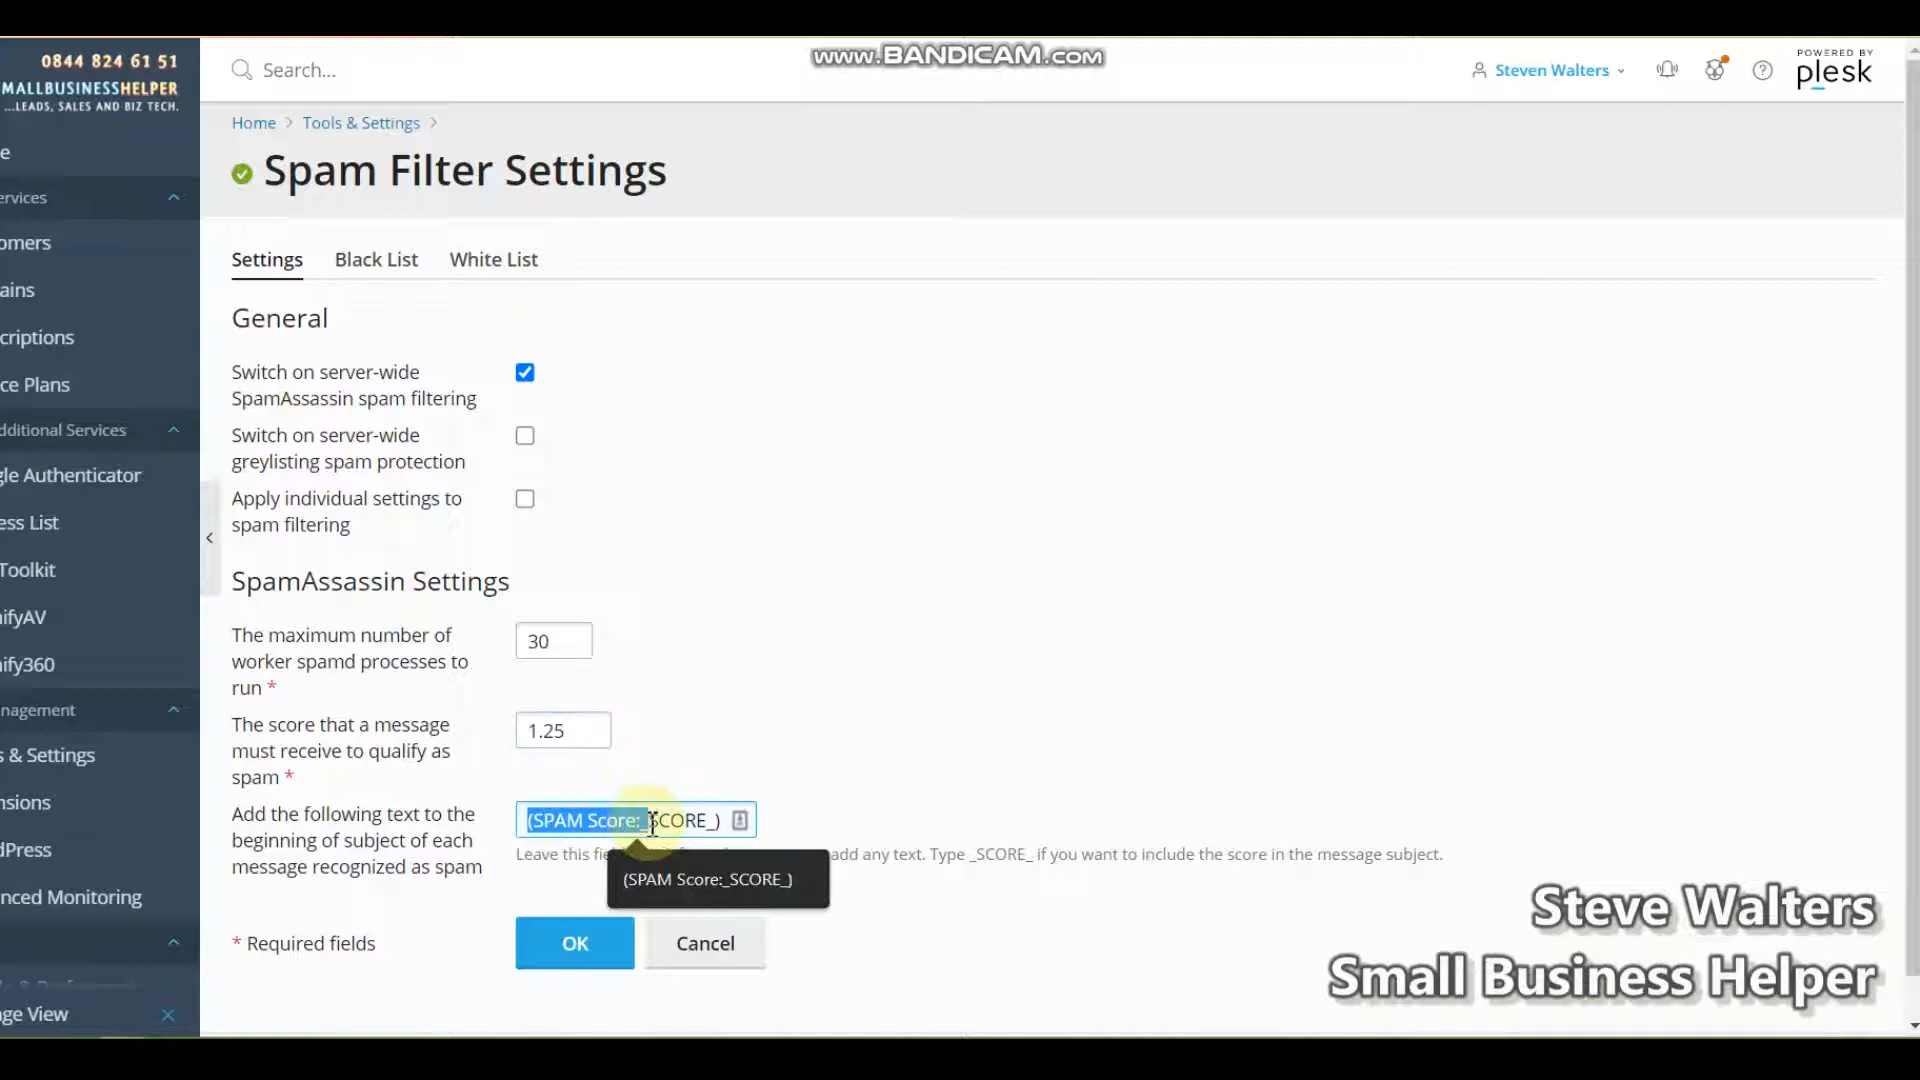 www.BANDICAM.com
0844 824 61 51
MALLBUSINESSHELPER
...LEADS, SALES AND BIZ TECH.
Search...
Steven Walters
POWERED BY
plesk
Home > Tools & Settings >
Spam Filter Settings
Settings
Black List
White List
General
Switch on server-wide
SpamAssassin spam filtering
Switch on server-wide
greylisting spam protection
Apply individual settings to
spam filtering
SpamAssassin Settings
The maximum number of
worker spamd processes to
run *
30
The score that a message
must receive to qualify as
spam *
1.25
Add the following text to the
beginning of subject of each
message recognized as spam
(SPAM Score:_SCORE_)
Leave this fie add any text. Type _SCORE_ if you want to include the score in the message subject.
(SPAM Score:_SCORE_)
* Required fields
OK
Cancel
e
ervices
omers
ains
criptions
ce Plans
dditional Services
gle Authenticator
ess List
Toolkit
nifyAV
nify360
nagement
s & Settings
nsions
dPress
nced Monitoring
ge View
Steve Walters
Small Business Helper